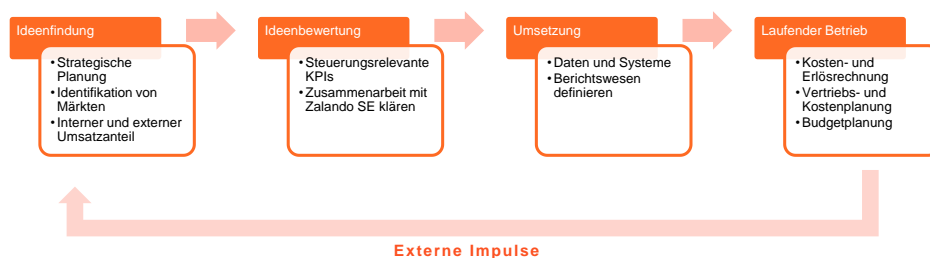 Ideenfindung
• Strategische
Planung
• Identifikation von
Märkten
• Interner und externer
Umsatzanteil
Ideenbewertung
• Steuerungsrelevante
KPIs
• Zusammenarbeit mit
Zalando SE klären
Umsetzung
• Daten und Systeme
• Berichtswesen
definieren
Laufender Betrieb
• Kosten- und
Erlösrechnung
• Vertriebs- und
Kostenplanung
• Budgetplanung
Externe Impulse